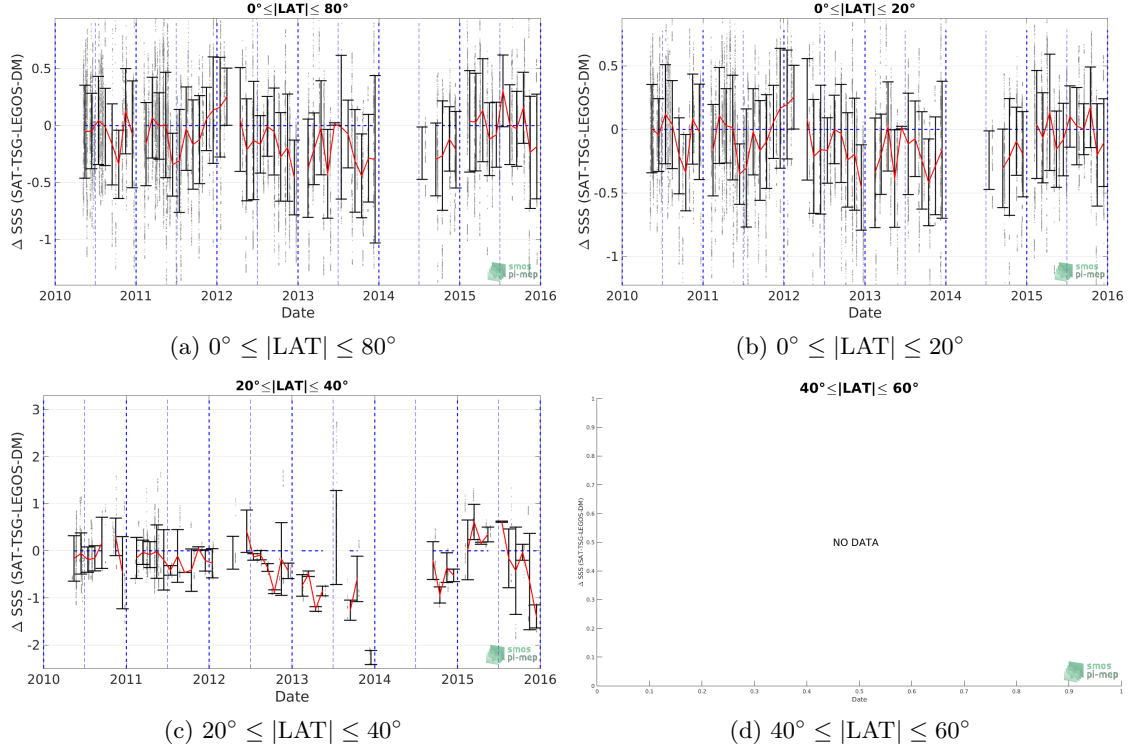 0°≤|LAT|≤ 80°
Δ SSS (SAT-TSG-LEGOS-DM)
0.5
0
-0.5
-1
2010 2011 2012 2013 2014 2015 2016
Date
smos
pi-mep
(a) 0° ≤ |LAT| ≤ 80°
0°≤|LAT|≤ 20°
Δ SSS (SAT-TSG-LEGOS-DM)
0.5
0
-0.5
-1
2010 2011 2012 2013 2014 2015 2016
Date
smos
pi-mep
(b) 0° ≤ |LAT| ≤ 20°
20°≤|LAT|≤ 40°
Δ SSS (SAT-TSG-LEGOS-DM)
3
2
1
0
-1
-2
2010 2011 2012 2013 2014 2015 2016
Date
smos
pi-mep
(c) 20° ≤ |LAT| ≤ 40°
40°≤|LAT|≤ 60°
Δ SSS (SAT-TSG-LEGOS-DM)
1
0.9
0.8
0.7
0.6
0.5
0.4
0.3
0.2
0.1
0
NO DATA
0 0.1 0.2 0.3 0.4 0.5 0.6 0.7 0.8 0.9 1
Date
smos
pi-mep
(d) 40° ≤ |LAT| ≤ 60°